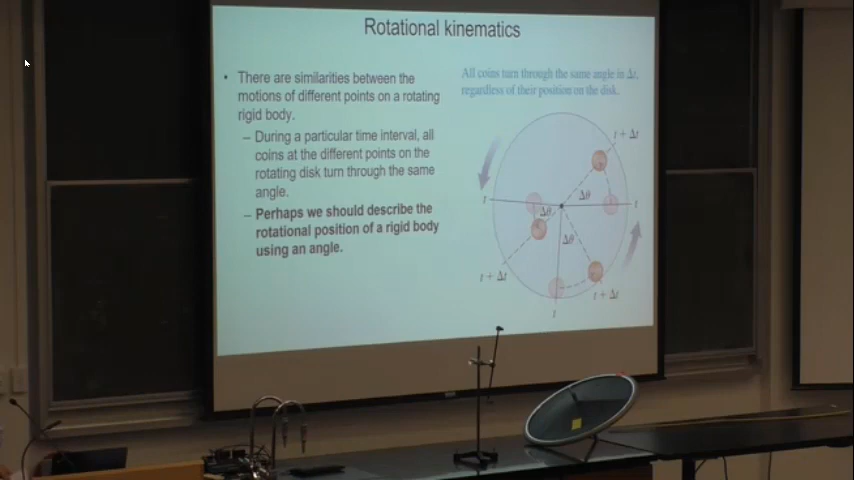 Rotational kinematics
• There are similarities between the
motions of different points on a rotating
rigid body.
– During a particular time interval, all
coins at the different points on the
rotating disk turn through the same
angle.
– Perhaps we should describe the
rotational position of a rigid body
using an angle.
All coins turn through the same angle in Δt,
regardless of their position on the disk.
t + Δt
Δθ
t
t
Δθ
Δθ
t + Δt
t + Δt
t